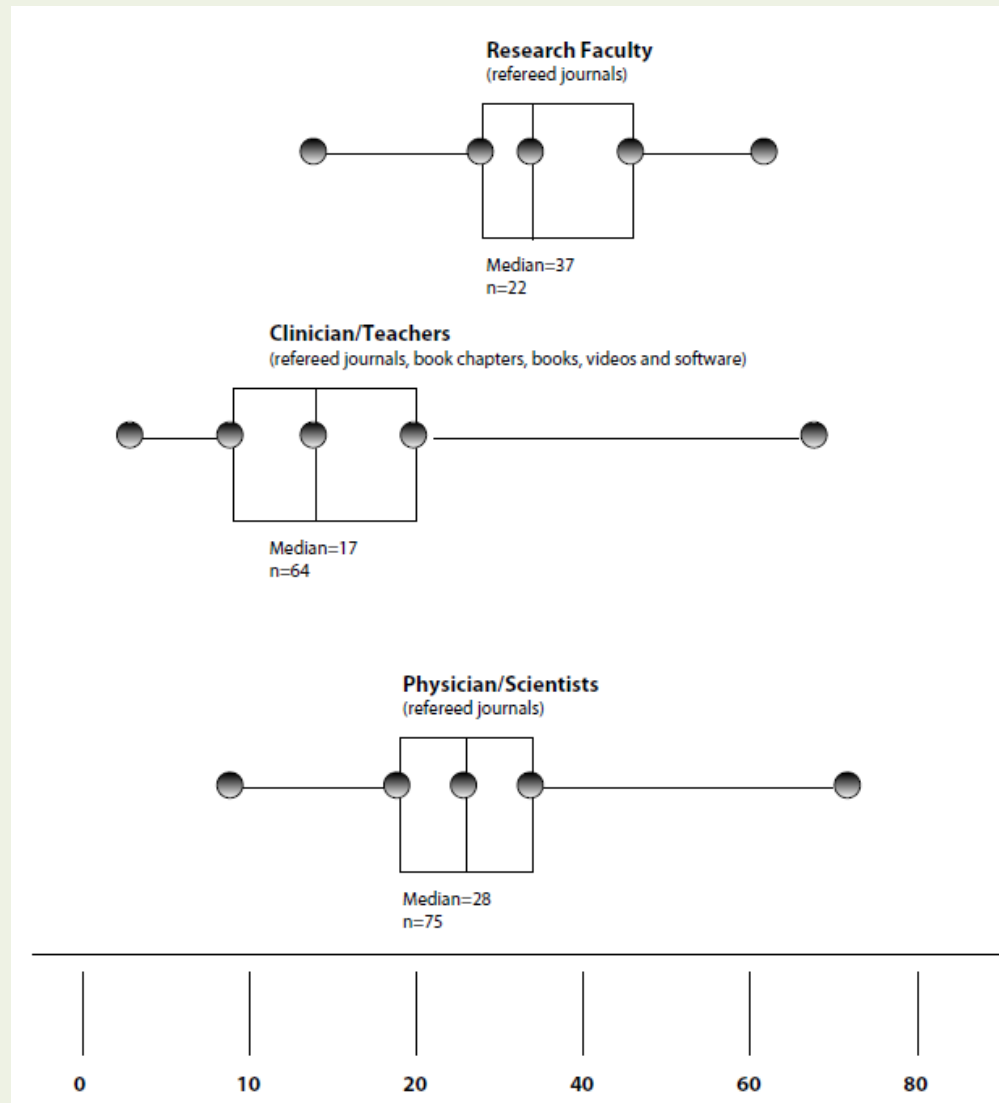 Research Faculty
(refereed journals)
Median=37
n=22
Clinician/Teachers
(refereed journals, book chapters, books, videos and software)
Median=17
n=64
Physician/Scientists
(refereed journals)
Median=28
n=75
0 10 20 40 60 80